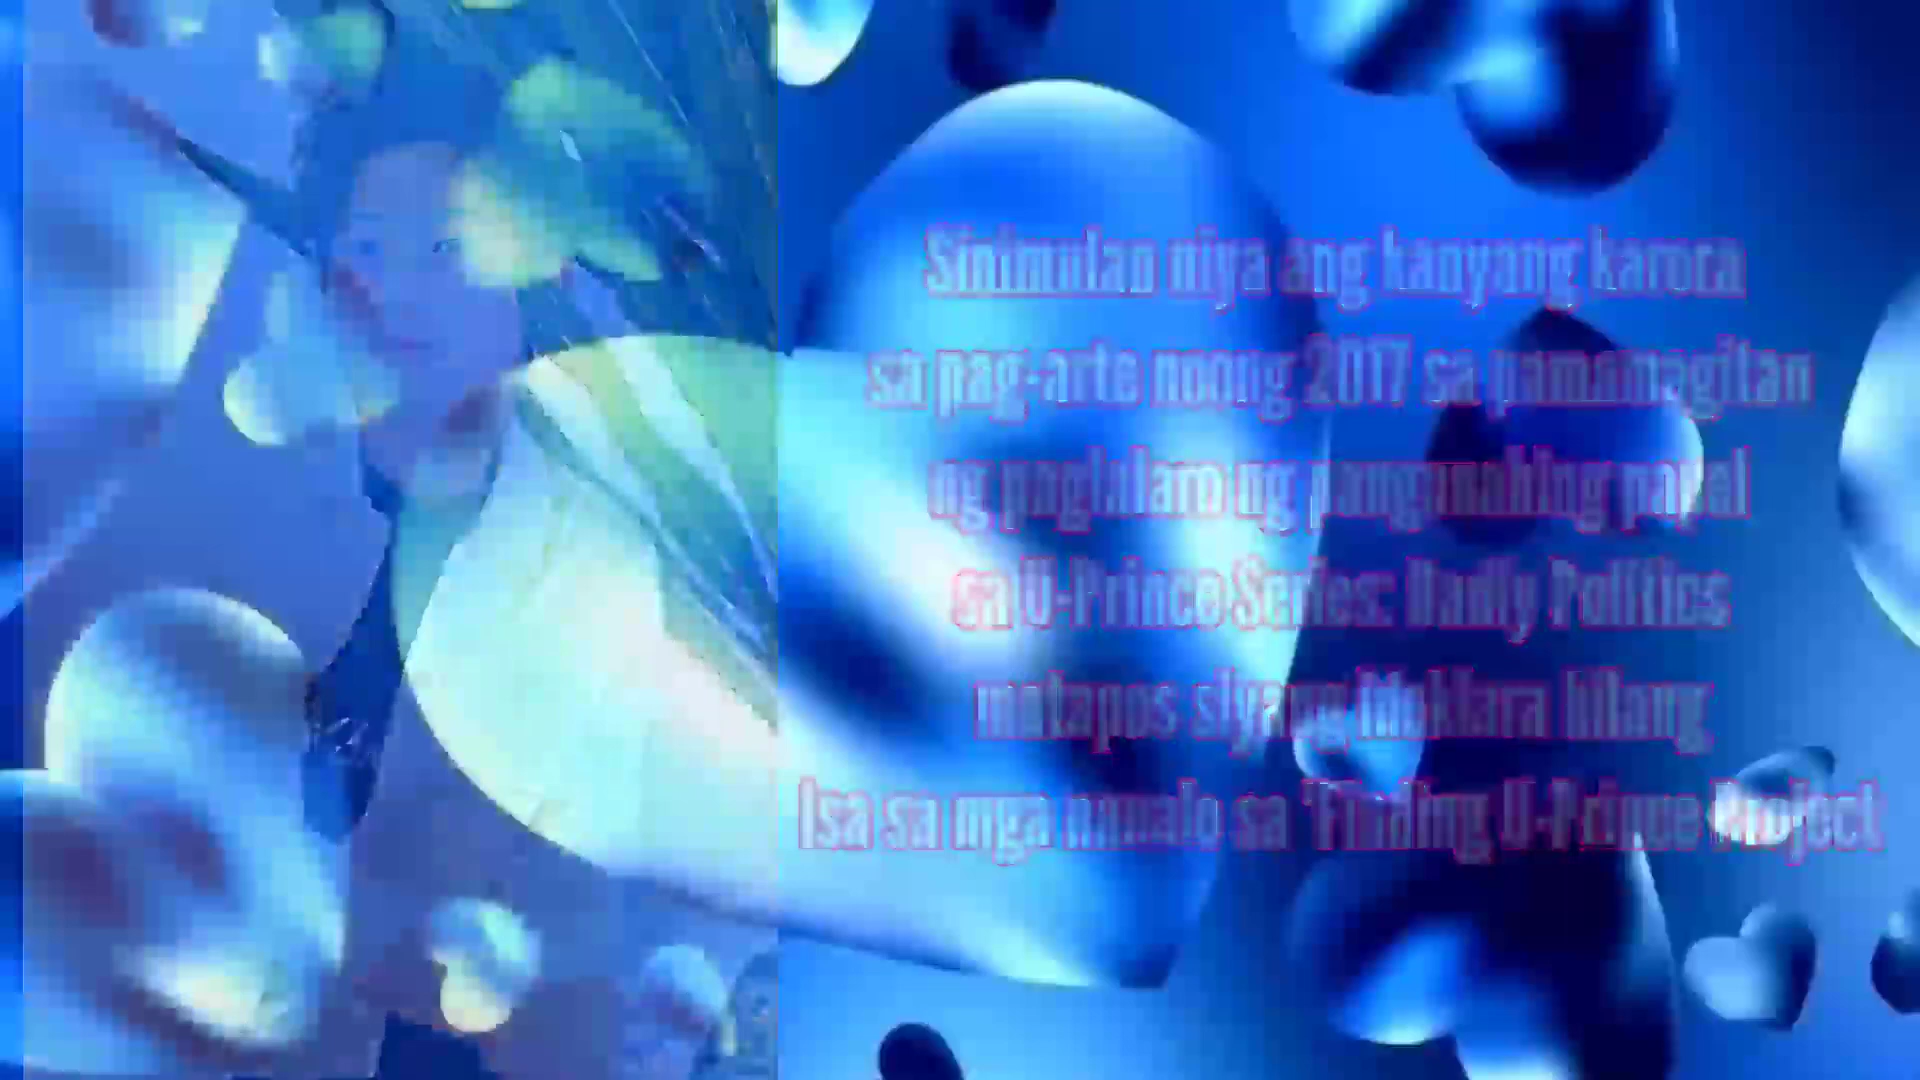 Sinimulan niya ang kanyang karera
sa pag-arte noong 2017 sa pamamagitan
ng paglalaro ng pangunahing papel
sa U-Prince Series: Badly Politics
matapos siyang ideklara bilang
Isa sa mga nanalo sa 'Finding U-Prince Project